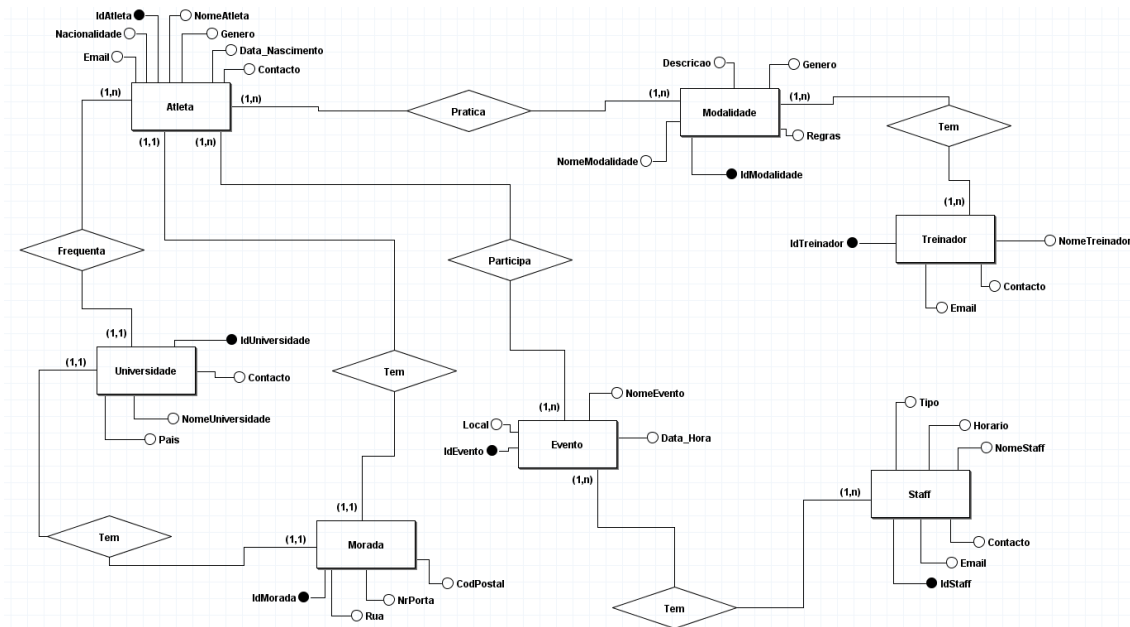 IdAtleta
NomeAtleta
Nacionalidade
Genero
Email
Data_Nascimento
Contacto
(1,n)
Atleta
(1,n)
(1,1)
(1,n)
Pratica
Descricao
Genero
(1,n)
(1,n)
Modalidade
Regras
NomeModalidade
IdModalidade
Tem
(1,n)
IdTreinador
Treinador
NomeTreinador
Contacto
Email
Frequenta
Participa
(1,1)
IdUniversidade
(1,1)
Universidade
Contacto
NomeUniversidade
Pais
Tem
(1,n)
NomeEvento
Local
IdEvento
Evento
Data_Hora
(1,n)
Tipo
Horario
NomeStaff
(1,n)
Staff
Contacto
Email
IdStaff
(1,1)
Tem
(1,1)
Morada
CodPostal
IdMorada
NrPorta
Rua
Tem